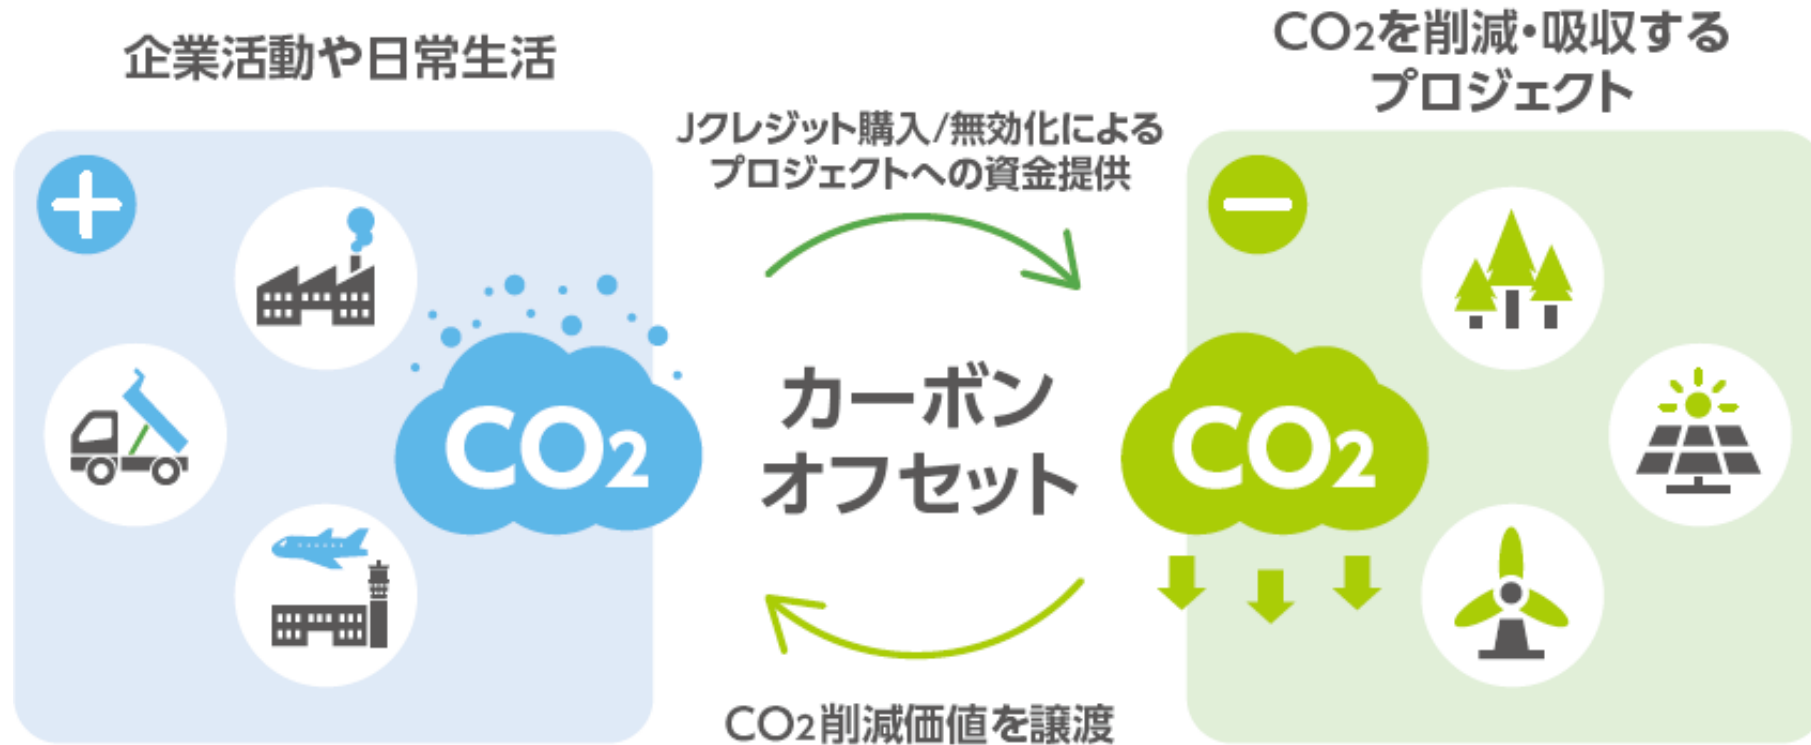 企業活動や日常生活
CO2を削減・吸収する
プロジェクト
Jクレジット購入/無効化による
プロジェクトへの資金提供
CO2
カーボン
オフセット
CO2
CO2削減価値を譲渡